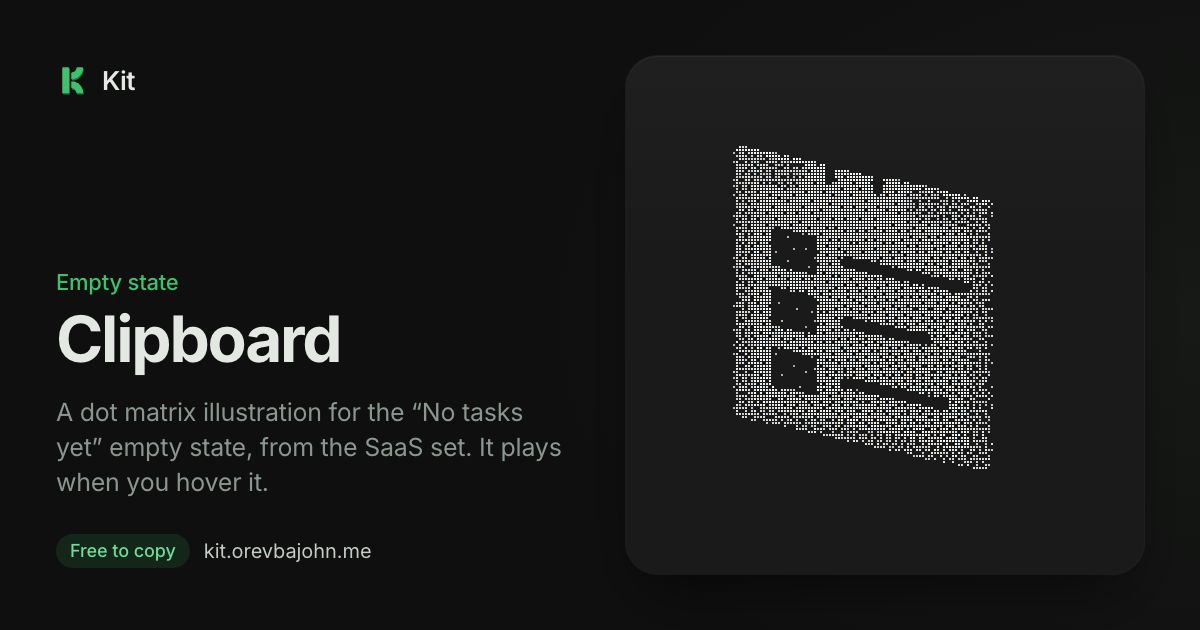 Kit
Empty state
Clipboard
A dot matrix illustration for the “No tasks
yet” empty state, from the SaaS set. It plays
when you hover it.
Free to copy
kit.orevbajohn.me